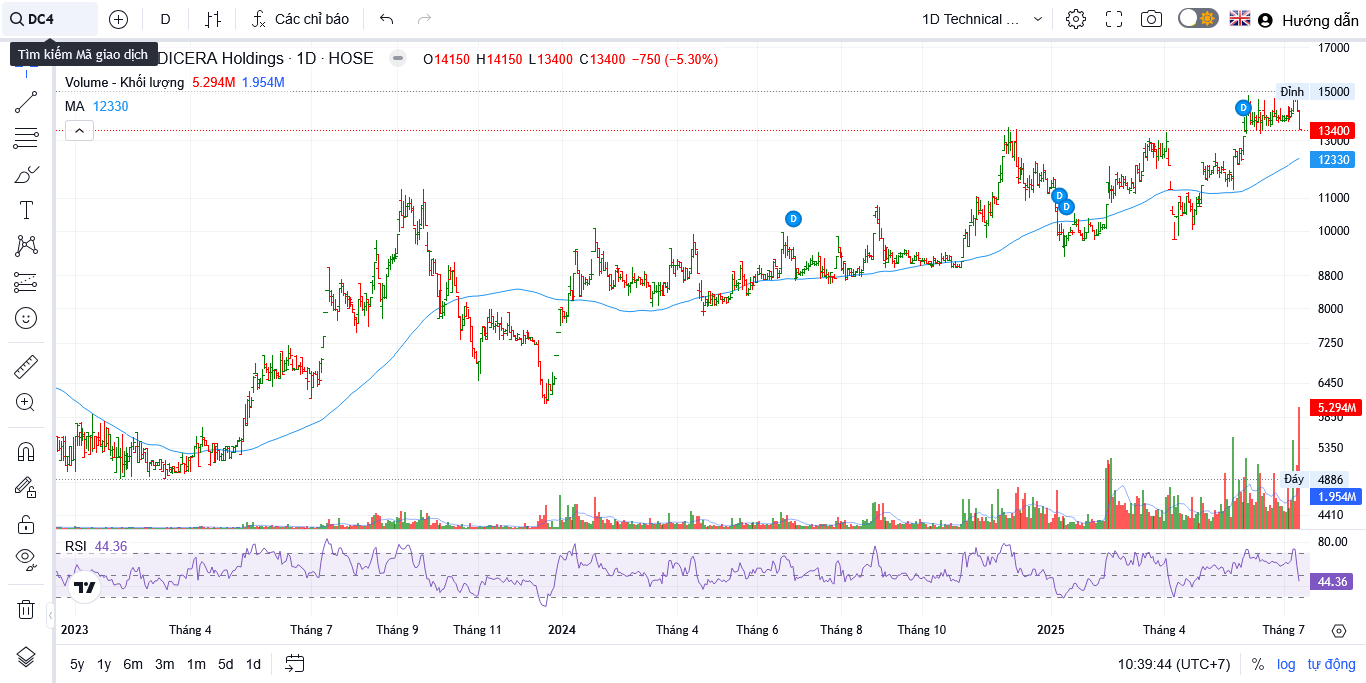 DC4
D
Các chỉ báo
1D Technical ...
Hướng dẫn
Tìm kiếm Mã giao dịch
DICERA Holdings · 1D · HOSE
O14150 H14150 L13400 C13400 −750 (−5.30%)
Volume - Khối lượng 5.294M 1.954M
MA 12330
17000
Đỉnh 15000
13400
13000
12330
11000
10000
8800
8000
7250
6450
5.294M
5850
5350
Đáy 4886
1.954M
4410
D
D
D
D
RSI 44.36
80.00
44.36
2023 Tháng 4 Tháng 7 Tháng 9 Tháng 11 2024 Tháng 4 Tháng 6 Tháng 8 Tháng 10 2025 Tháng 4 Tháng 7
5y 1y 6m 3m 1m 5d 1d
10:39:44 (UTC+7) % log tự động